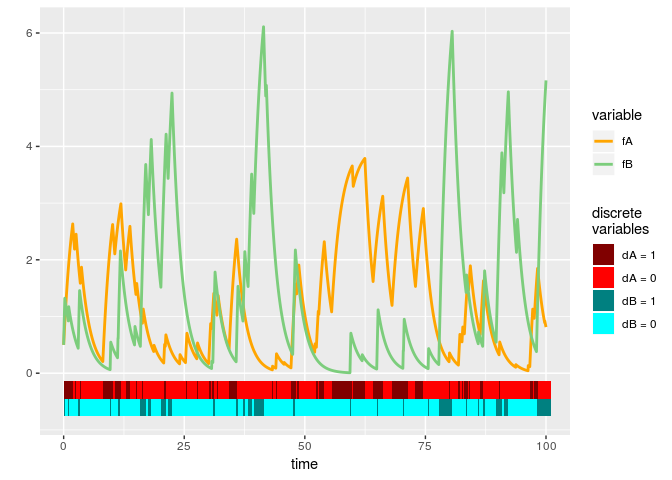 6
4
2
0
0
25
50
75
100
time
variable
fA
fB
discrete
variables
dA = 1
dA = 0
dB = 1
dB = 0